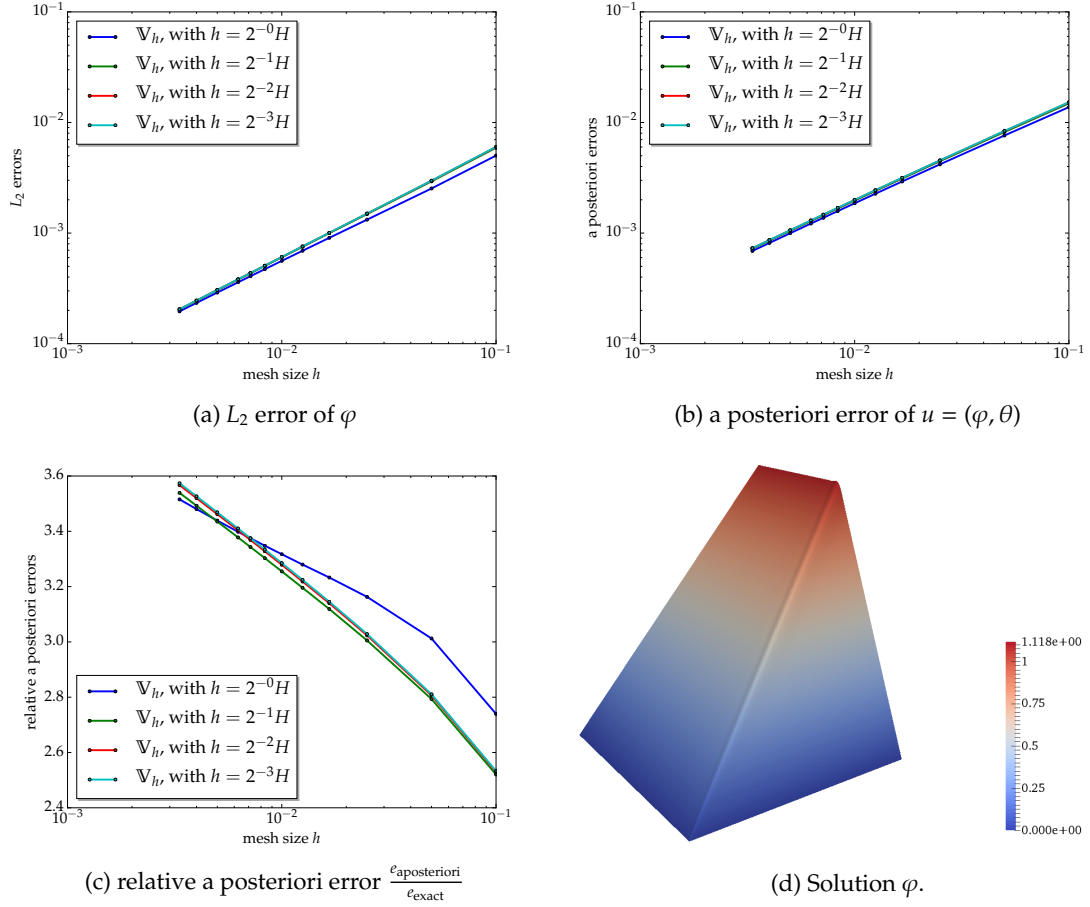 10^{-1}
10^{-2}
10^{-3}
10^{-4}
L_2 errors
𝕍_h, with h = 2^{-0}H
𝕍_h, with h = 2^{-1}H
𝕍_h, with h = 2^{-2}H
𝕍_h, with h = 2^{-3}H
10^{-3} 10^{-2} 10^{-1}
mesh size h
(a) L_2 error of φ
10^{-1}
10^{-2}
10^{-3}
10^{-4}
a posteriori errors
𝕍_h, with h = 2^{-0}H
𝕍_h, with h = 2^{-1}H
𝕍_h, with h = 2^{-2}H
𝕍_h, with h = 2^{-3}H
10^{-3} 10^{-2} 10^{-1}
mesh size h
(b) a posteriori error of u = (φ, θ)
3.6
3.4
3.2
3.0
2.8
2.6
2.4
relative a posteriori errors
𝕍_h, with h = 2^{-0}H
𝕍_h, with h = 2^{-1}H
𝕍_h, with h = 2^{-2}H
𝕍_h, with h = 2^{-3}H
10^{-3} 10^{-2} 10^{-1}
mesh size h
(c) relative a posteriori error e_{aposteriori}/e_{exact}
1.118e+00
1
0.75
0.5
0.25
0.000e+00
(d) Solution φ.